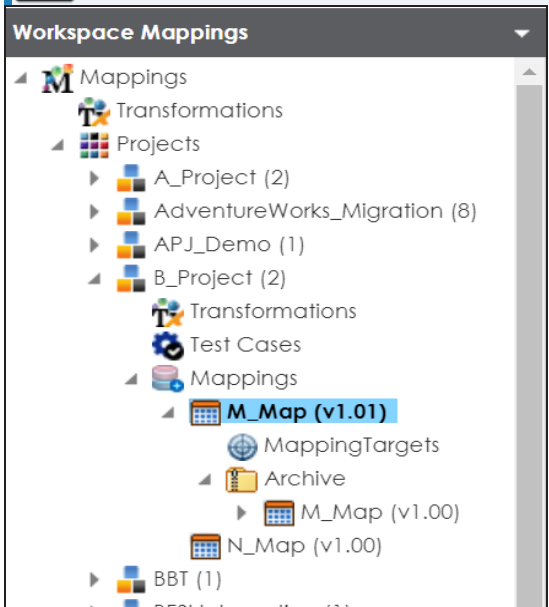 Workspace Mappings
Mappings
Transformations
Projects
A_Project (2)
AdventureWorks_Migration (8)
APJ_Demo (1)
B_Project (2)
Transformations
Test Cases
Mappings
M_Map (v1.01)
MappingTargets
Archive
M_Map (v1.00)
N_Map (v1.00)
BBT (1)